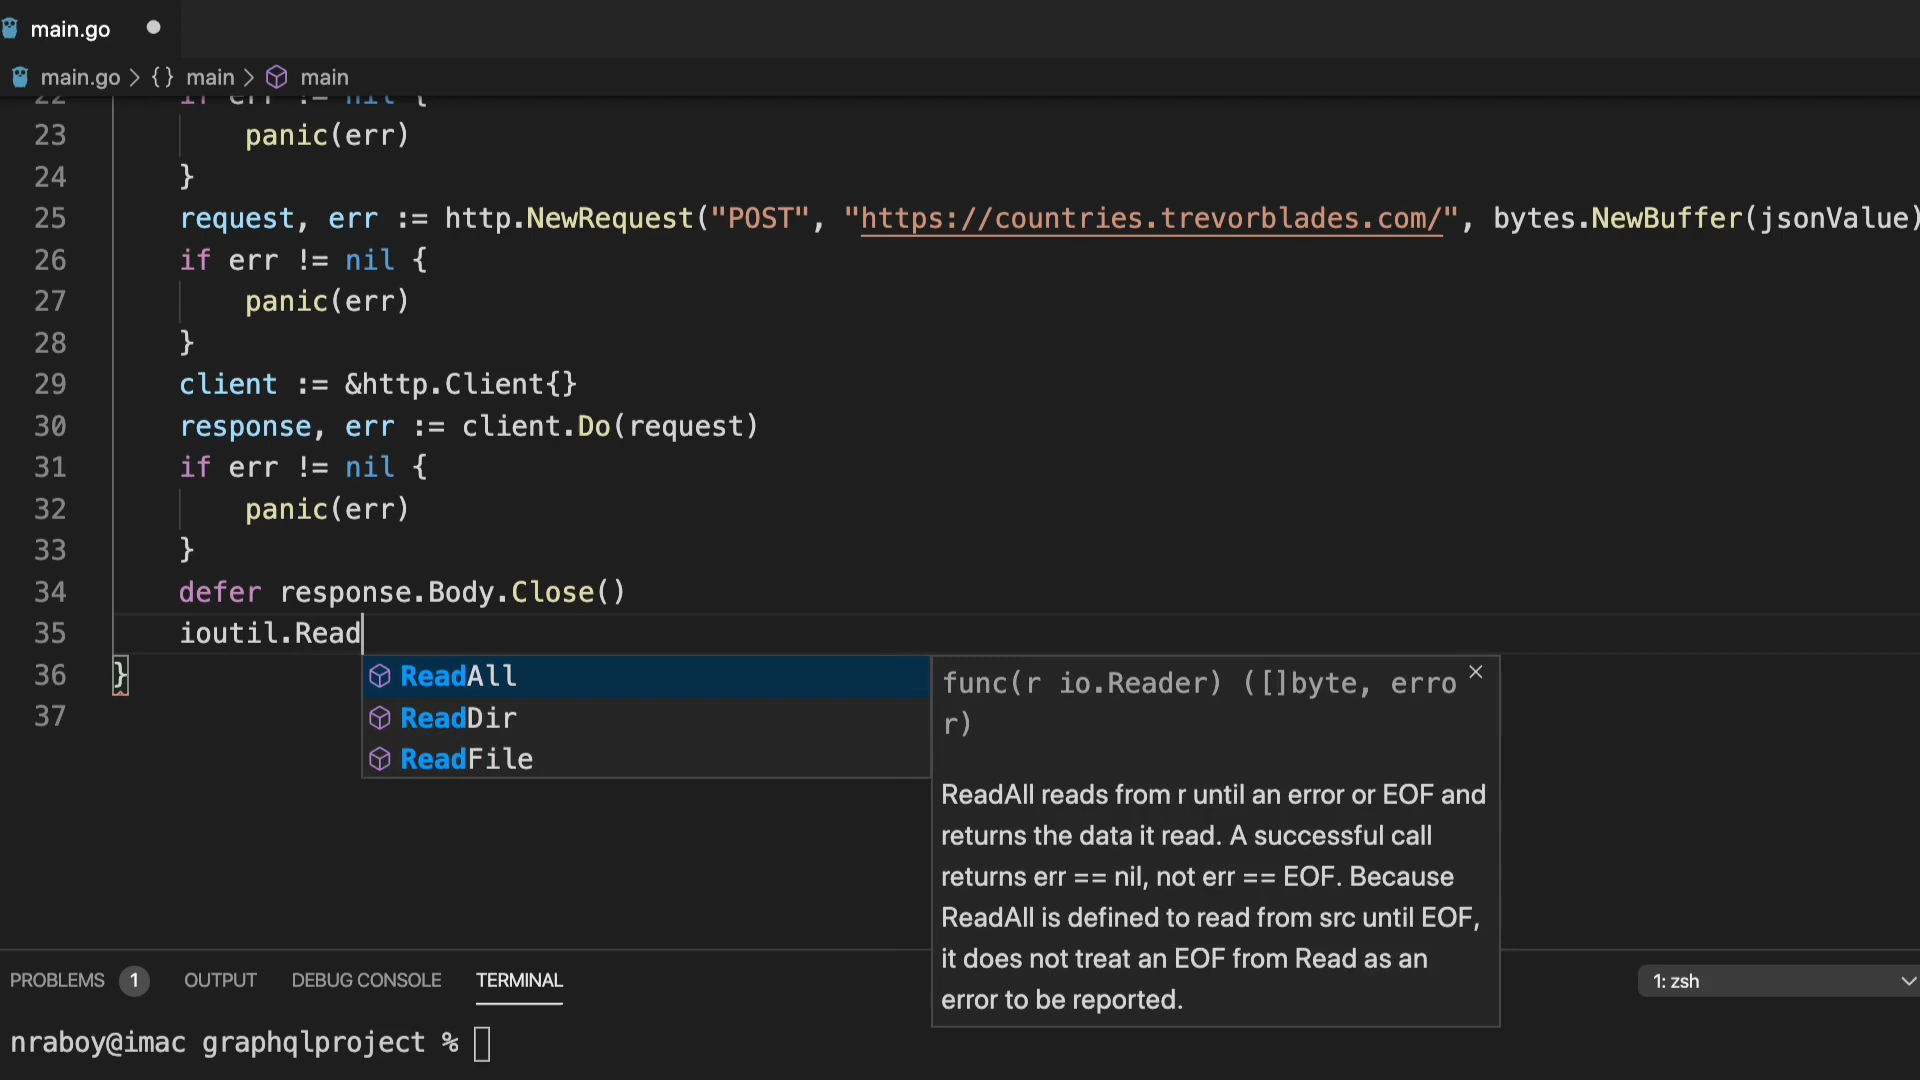 main.go
main.go > {} main > main
22 if err != nil {
23 panic(err)
24 }
25 request, err := http.NewRequest("POST", "https://countries.trevorblades.com/", bytes.NewBuffer(jsonValue)
26 if err != nil {
27 panic(err)
28 }
29 client := &http.Client{}
30 response, err := client.Do(request)
31 if err != nil {
32 panic(err)
33 }
34 defer response.Body.Close()
35 ioutil.Read
36 }
37
ReadAll
ReadDir
ReadFile
func(r io.Reader) ([]byte, erro
r)
ReadAll reads from r until an error or EOF and
returns the data it read. A successful call
returns err == nil, not err == EOF. Because
ReadAll is defined to read from src until EOF,
it does not treat an EOF from Read as an
error to be reported.
PROBLEMS 1 OUTPUT DEBUG CONSOLE TERMINAL 1: zsh
nraboy@imac graphqlproject %